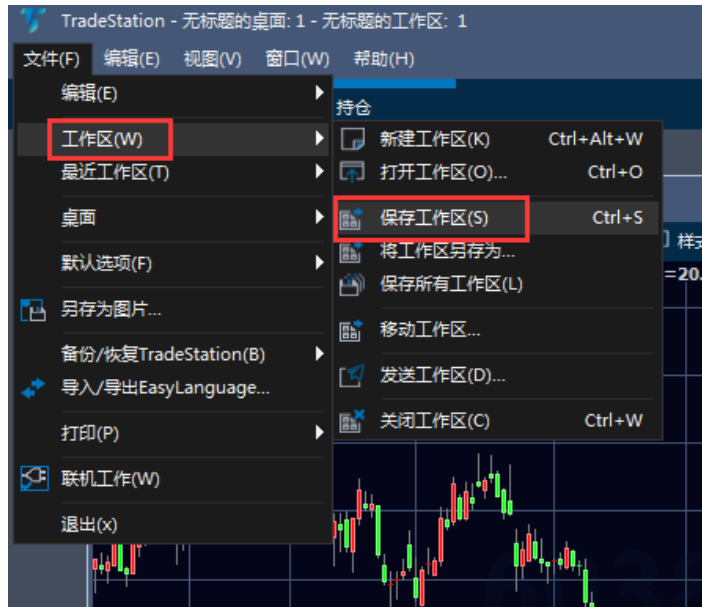 TradeStation - 无标题的桌面: 1 - 无标题的工作区: 1
文件(F) 编辑(E) 视图(V) 窗口(W) 帮助(H)
编辑(E)
持仓
工作区(W)
新建工作区(K) Ctrl+Alt+W
最近工作区(T)
打开工作区(O)... Ctrl+O
桌面
保存工作区(S) Ctrl+S
样式
将工作区另存为...
默认选项(F)
=20.
保存所有工作区(L)
另存为图片...
移动工作区...
备份/恢复TradeStation(B)
发送工作区(D)...
导入/导出EasyLanguage...
关闭工作区(C) Ctrl+W
打印(P)
联机工作(W)
退出(x)